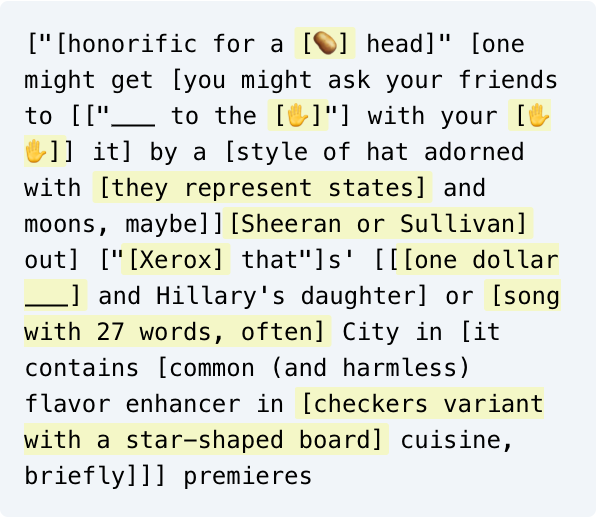 ["[honorific for a [🥔] head]" [one
might get [you might ask your friends
to [["___ to the [✋]"] with your [✋
✋]] it] by a [style of hat adorned
with [they represent states] and
moons, maybe]][Sheeran or Sullivan]
out] ["[Xerox] that"]s' [[[one dollar
___] and Hillary's daughter] or [song
with 27 words, often] City in [it
contains [common (and harmless)
flavor enhancer in [checkers variant
with a star-shaped board] cuisine,
briefly]]] premieres